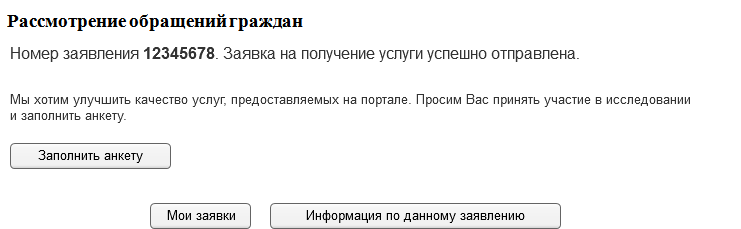 Рассмотрение обращений граждан
Номер заявления 12345678. Заявка на получение услуги успешно отправлена.
Мы хотим улучшить качество услуг, предоставляемых на портале. Просим Вас принять участие в исследовании
и заполнить анкету.
Заполнить анкету
Мои заявки Информация по данному заявлению